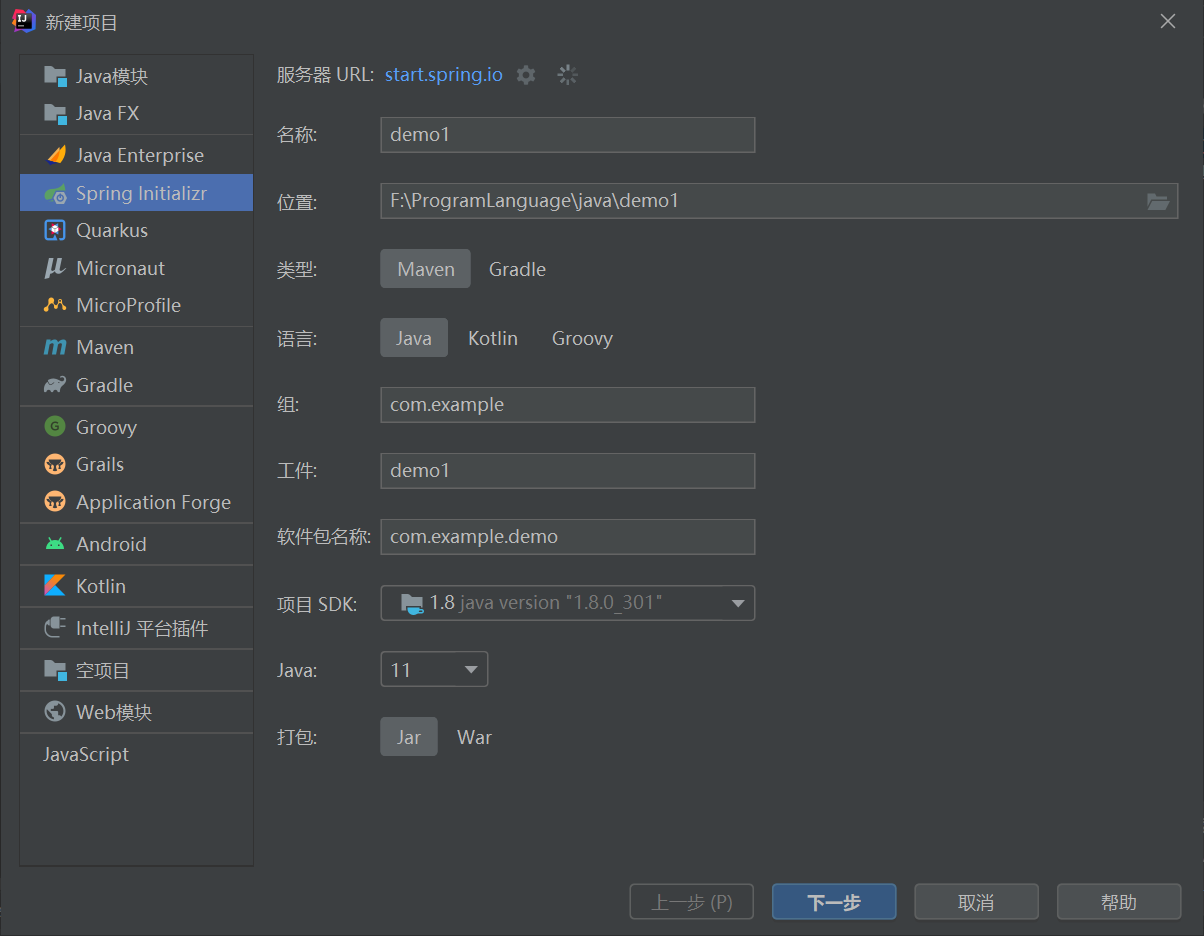 新建项目
Java模块
Java FX
Java Enterprise
Spring Initializr
Quarkus
Micronaut
MicroProfile
Maven
Gradle
Groovy
Grails
Application Forge
Android
Kotlin
IntelliJ 平台插件
空项目
Web模块
JavaScript
服务器 URL: start.spring.io
名称: demo1
位置: F:\ProgramLanguage\java\demo1
类型: Maven Gradle
语言: Java Kotlin Groovy
组: com.example
工件: demo1
软件包名称: com.example.demo
项目 SDK: 1.8 java version "1.8.0_301"
Java: 11
打包: Jar War
上一步 (P) 下一步 取消 帮助